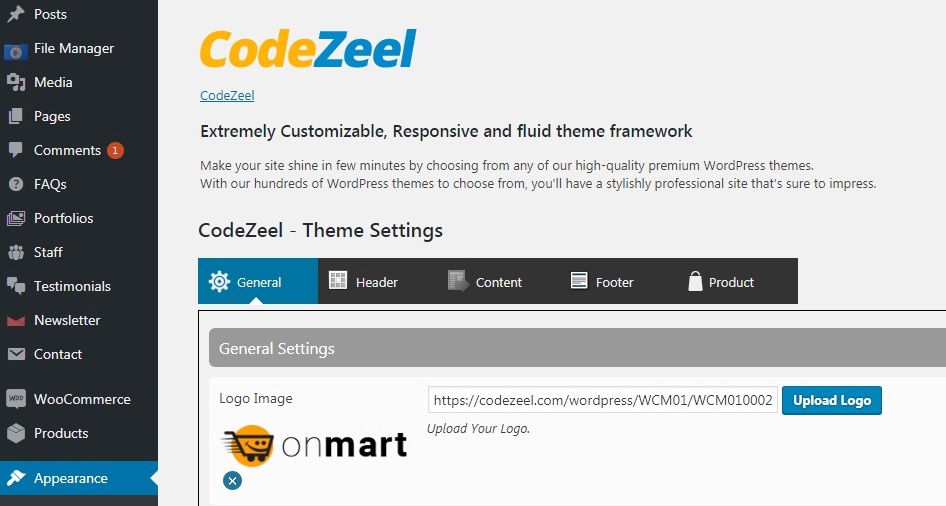 Posts
File Manager
Media
Pages
Comments 1
FAQs
Portfolios
Staff
Testimonials
Newsletter
Contact
WOO WooCommerce
Products
Appearance
CodeZeel
CodeZeel
Extremely Customizable, Responsive and fluid theme framework
Make your site shine in few minutes by choosing from any of our high-quality premium WordPress themes.
With our hundreds of WordPress themes to choose from, you'll have a stylishly professional site that's sure to impress.
CodeZeel - Theme Settings
General Header Content Footer Product
General Settings
Logo Image
https://codezeel.com/wordpress/WCM01/WCM010002 Upload Logo
Upload Your Logo.
onmart